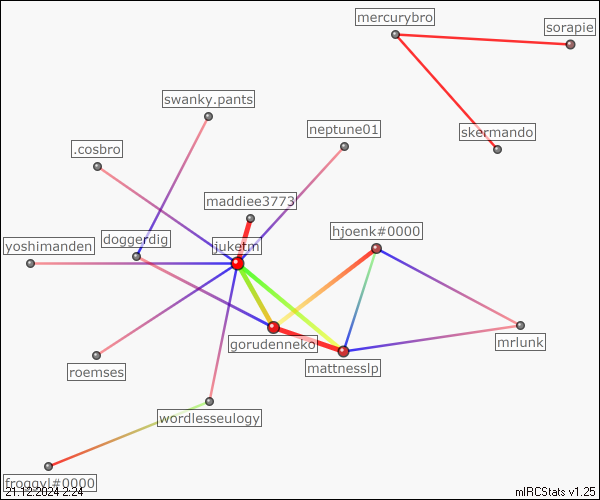 mercurybro
sorapie
swanky.pants
neptune01
skermando
.cosbro
maddiee3773
hjoenk#0000
doggerdig
juketm
yoshimanden
gorudenneko
mrlunk
mattnesslp
roemses
wordlesseulogy
froggyl#0000
21.12.2024 2:24
mIRCStats v1.25